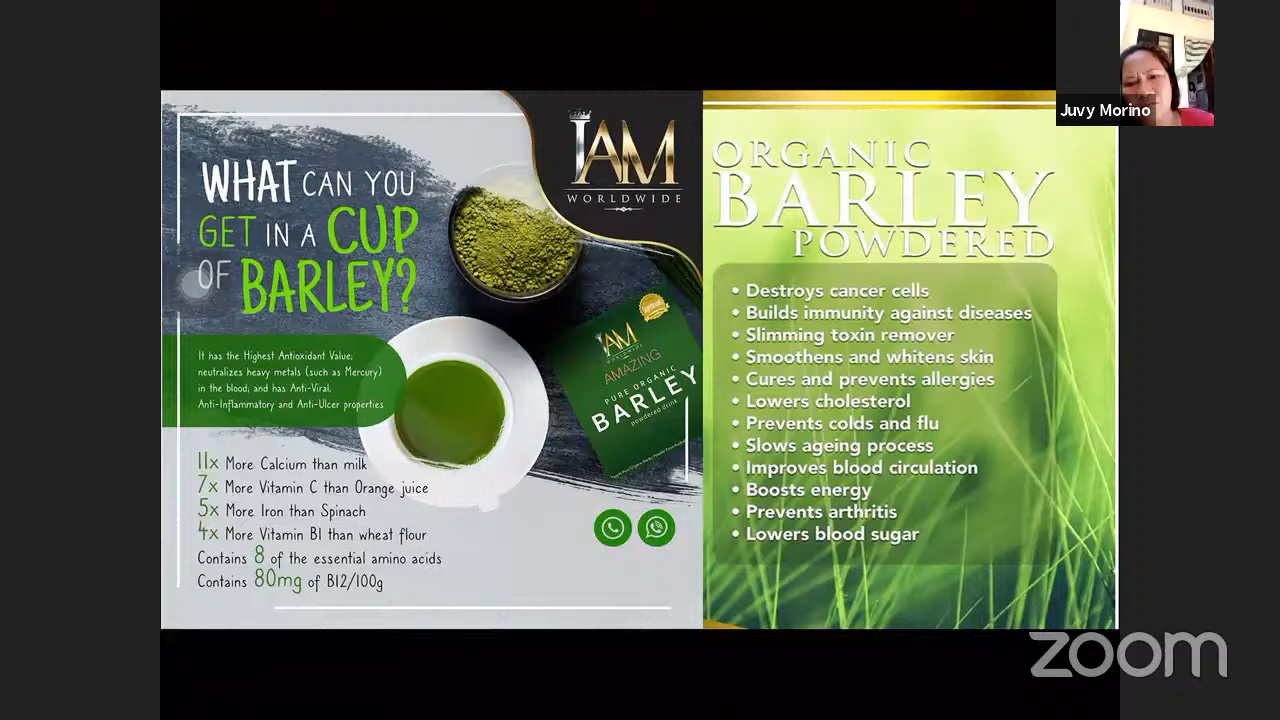 WHAT CAN YOU
GET IN A CUP
OF BARLEY?
It has the Highest Antioxidant Value;
neutralizes heavy metals (such as Mercury)
in the blood; and has Anti-Viral,
Anti-Inflammatory and Anti-Ulcer properties
11x More Calcium than milk
7x More Vitamin C than Orange juice
5x More Iron than Spinach
4x More Vitamin B1 than wheat flour
Contains 8 of the essential amino acids
Contains 80mg of B12/100g
IAM
WORLDWIDE
IAM
WORLDWIDE
AMAZING
PURE ORGANIC
BARLEY
powdered drink
ORGANIC
BARLEY
POWDERED
• Destroys cancer cells
• Builds immunity against diseases
• Slimming toxin remover
• Smoothens and whitens skin
• Cures and prevents allergies
• Lowers cholesterol
• Prevents colds and flu
• Slows ageing process
• Improves blood circulation
• Boosts energy
• Prevents arthritis
• Lowers blood sugar
Juvy Morino
zoom